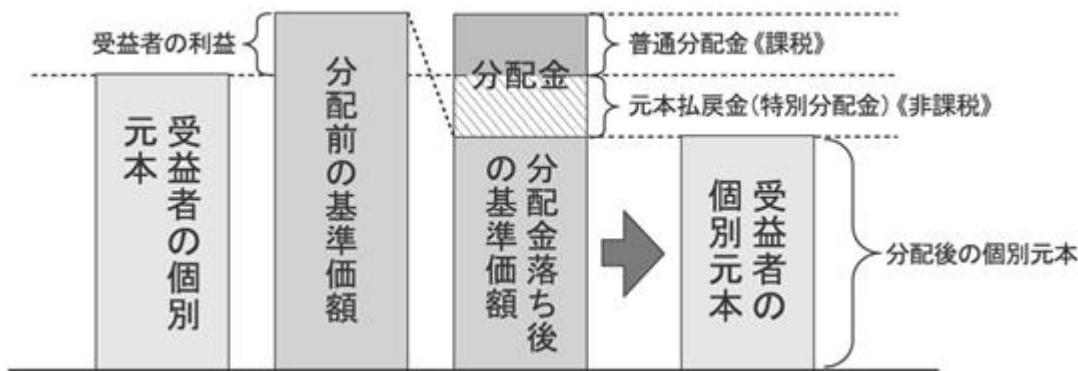 受益者の利益
受益者の個別
元本
分配前の基準価額
分配金
分配金落ち後
の基準価額
普通分配金《課税》
元本払戻金(特別分配金)《非課税》
受益者の
個別元本
分配後の個別元本